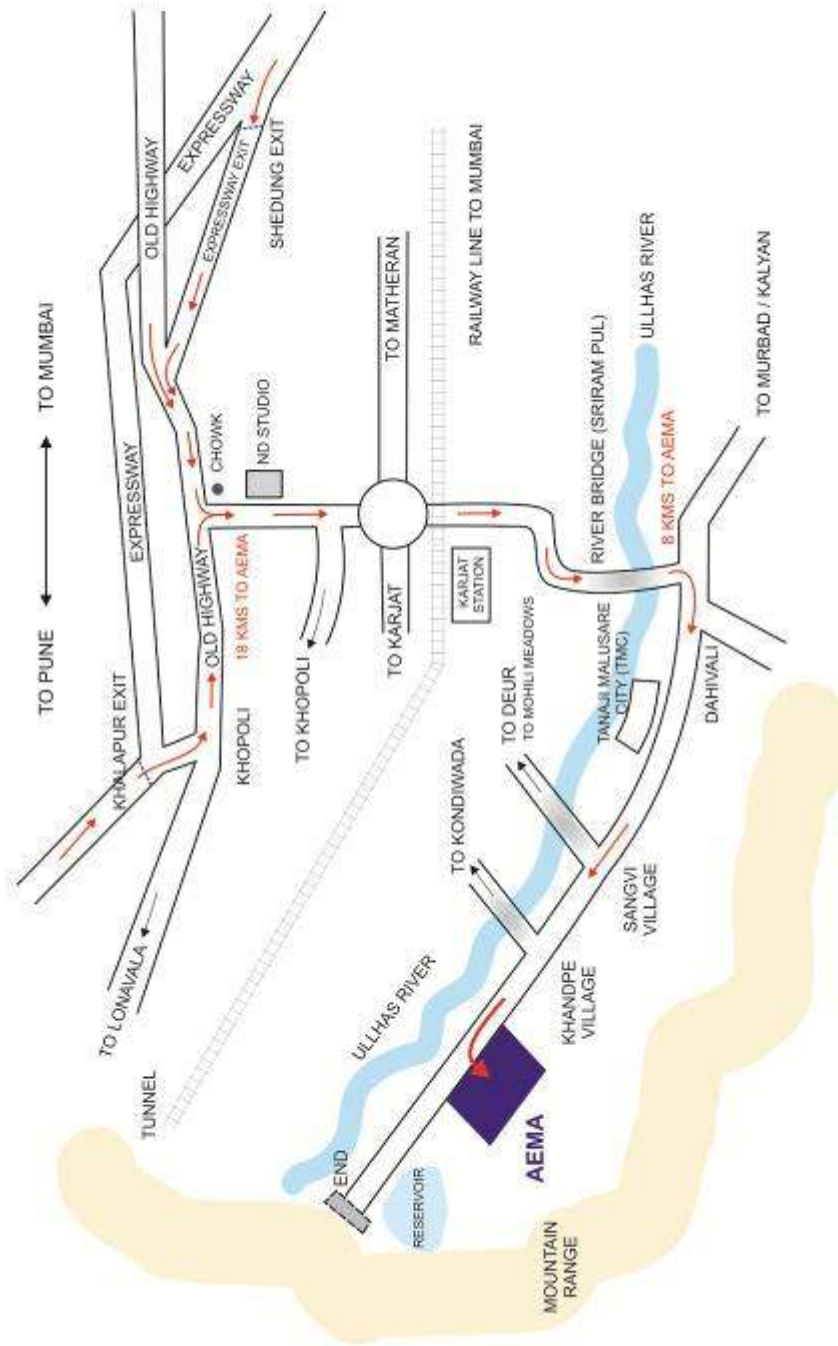 TO PUNE
TO MUMBAI
KHALAPUR EXIT
EXPRESSWAY
OLD HIGHWAY
EXPRESSWAY
EXPRESSWAY EXIT
SHEDUNG EXIT
TO LONAVALA
KHOPOLI
OLD HIGHWAY
18 KMS TO AEMA
CHOWK
ND STUDIO
TO KHOPOLI
TUNNEL
TO KARJAT
TO MATHERAN
KARJAT
STATION
RAILWAY LINE TO MUMBAI
ULLHAS RIVER
TO KONDIWADA
TO DEUR
TO MOHILI MEADOWS
RIVER BRIDGE (SRIRAM PUL)
ULLHAS RIVER
TANAJI MALUSARE
CITY (TMC)
8 KMS TO AEMA
TO MURBAD / KALYAN
END
RESERVOIR
AEMA
KHANDPE
VILLAGE
SANGVI
VILLAGE
DAHIVALI
MOUNTAIN
RANGE